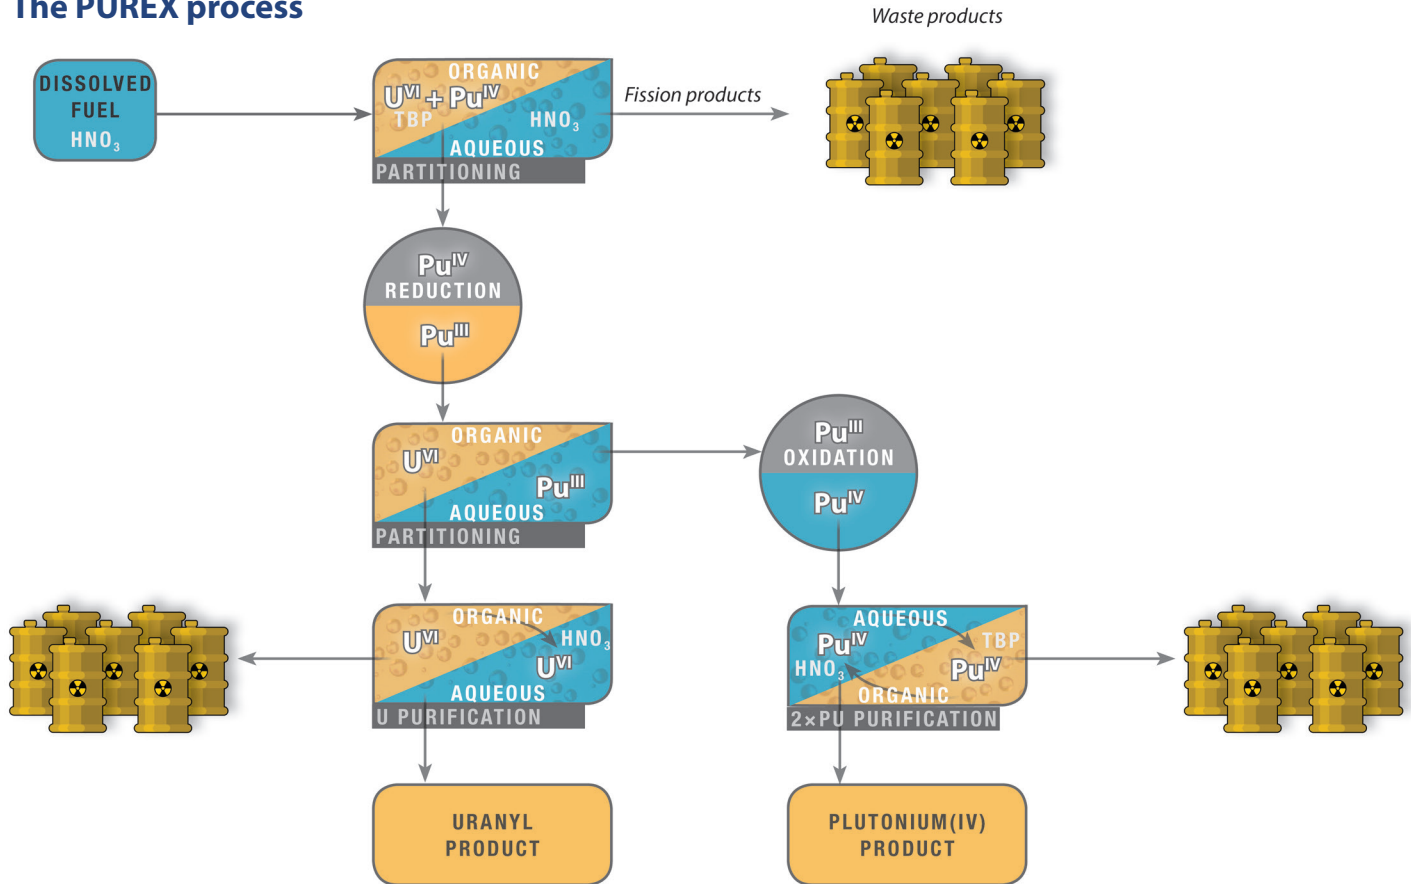 The PUREX process
Waste products
DISSOLVED
FUEL
HNO₃
ORGANIC
Uⱽᴵ + Puᴵⱽ
TBP
HNO₃
AQUEOUS
PARTITIONING
Fission products
Puᴵⱽ
REDUCTION
Puᴵᴵᴵ
ORGANIC
Uⱽᴵ
Puᴵᴵᴵ
AQUEOUS
PARTITIONING
Puᴵᴵᴵ
OXIDATION
Puᴵⱽ
ORGANIC
Uⱽᴵ
HNO₃
Uⱽᴵ
AQUEOUS
U PURIFICATION
AQUEOUS
Puᴵⱽ
TBP
HNO₃
Puᴵⱽ
ORGANIC
2×PU PURIFICATION
URANYL
PRODUCT
PLUTONIUM(IV)
PRODUCT